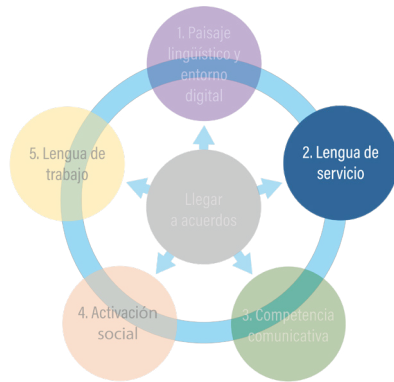 1. Paisaje
lingüístico y
entorno
digital
2. Lengua de
servicio
3. Competencia
comunicativa
4. Activación
social
5. Lengua de
trabajo
Llegar
a acuerdos